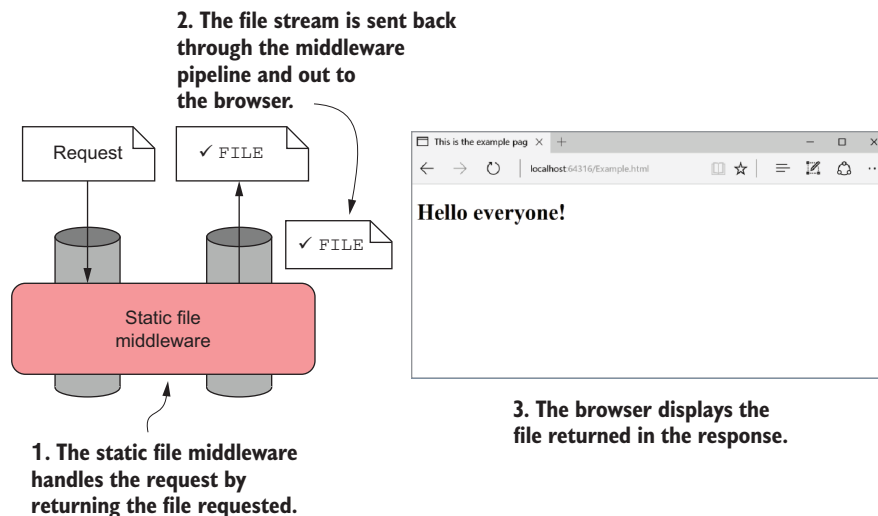 2. The file stream is sent back
through the middleware
pipeline and out to
the browser.
Request
✓ FILE
✓ FILE
Static file
middleware
1. The static file middleware
handles the request by
returning the file requested.
This is the example pag
localhost:64316/Example.html
Hello everyone!
3. The browser displays the
file returned in the response.